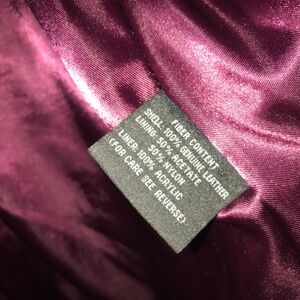 FIBER CONTENT
SHELL: 100% GENUINE LEATHER
LINING: 50% ACETATE
50% NYLON
LINER: 100% ACRYLIC
(FOR CARE SEE REVERSE)